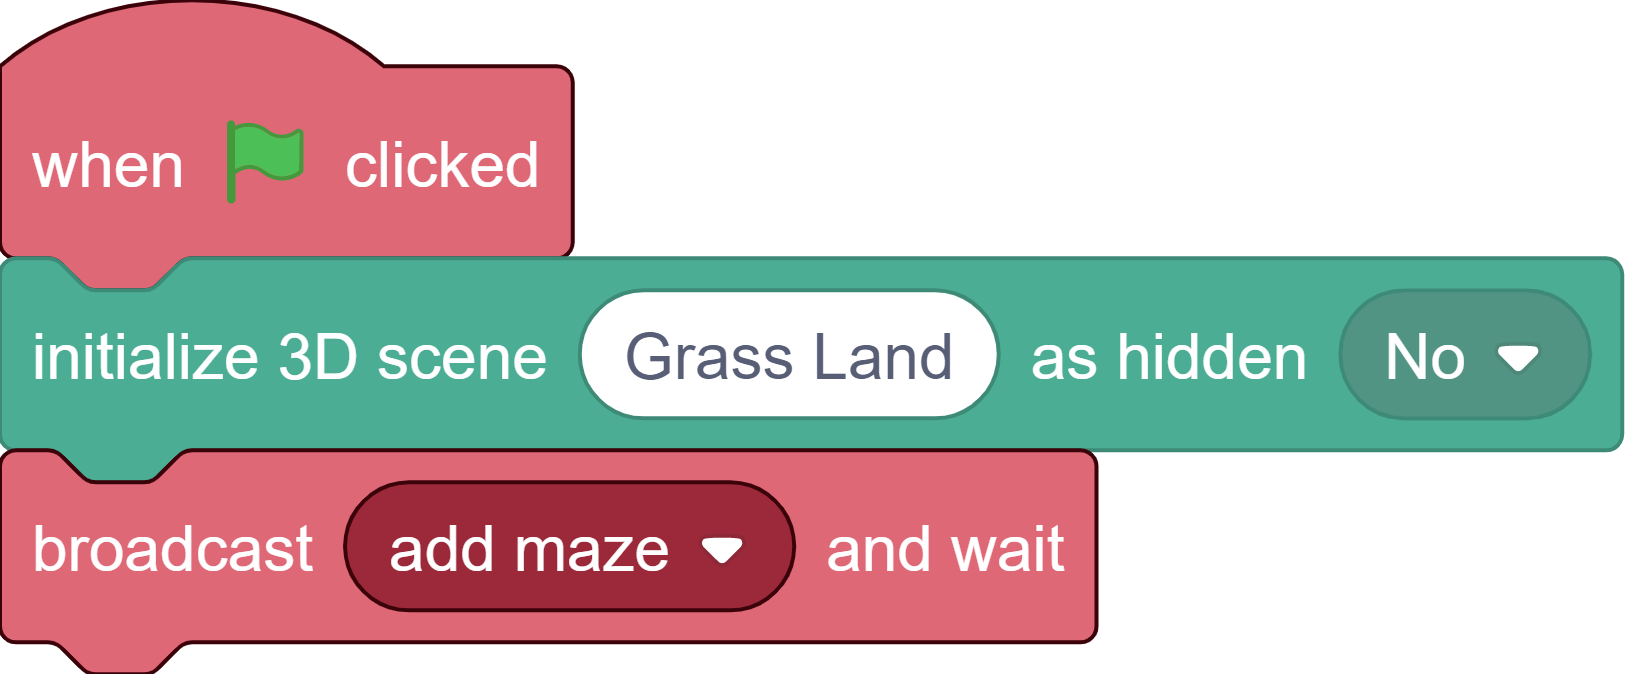 when clicked
initialize 3D scene Grass Land as hidden No
broadcast add maze and wait